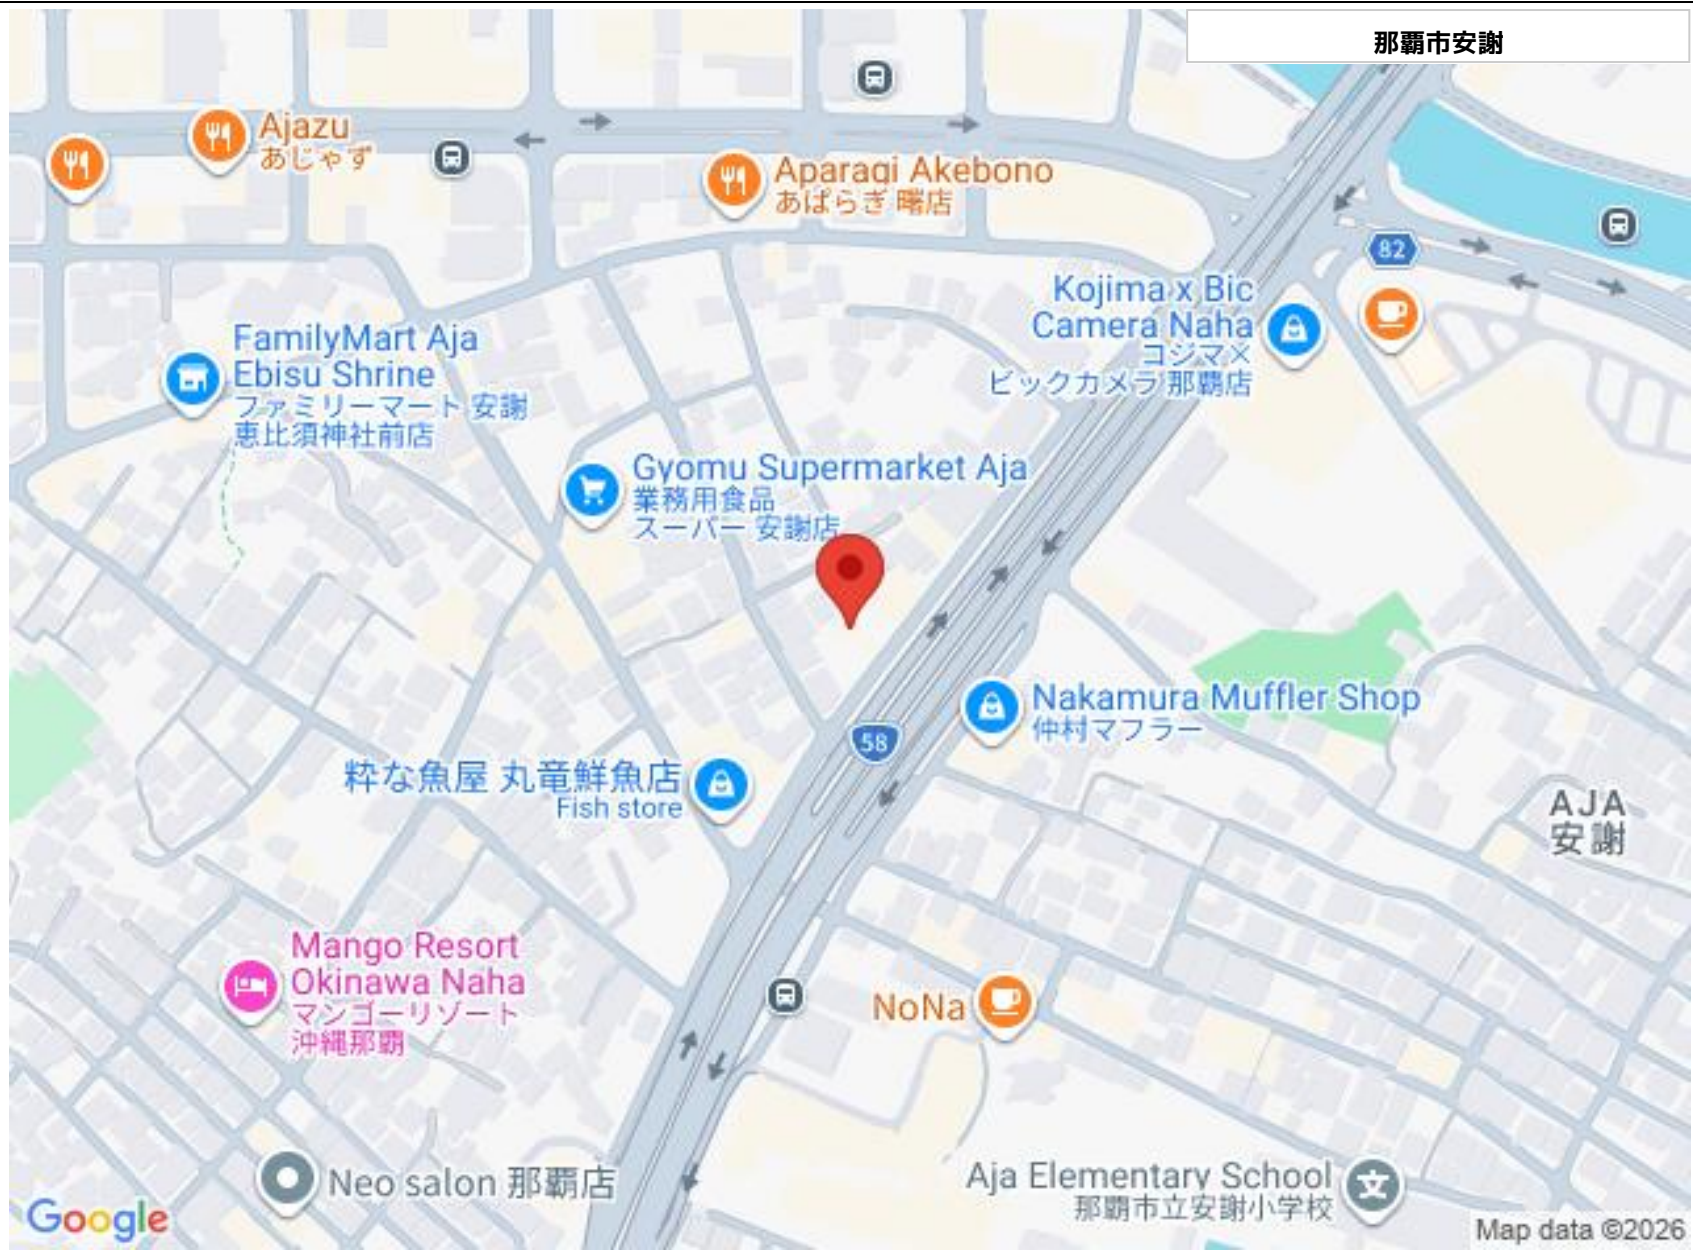 那覇市安謝
Ajazu
あじゃず
Aparagi Akebono
あぱらぎ 曙店
82
Kojima x Bic
Camera Naha
コジマ×
ビックカメラ 那覇店
FamilyMart Aja
Ebisu Shrine
ファミリーマート 安謝
恵比須神社前店
Gyomu Supermarket Aja
業務用食品
スーパー 安謝店
Nakamura Muffler Shop
仲村マフラー
58
粋な魚屋 丸竜鮮魚店
Fish store
AJA
安謝
Mango Resort
Okinawa Naha
マンゴーリゾート
沖縄那覇
NoNa
Neo salon 那覇店
Aja Elementary School
那覇市立安謝小学校
文
Google
Map data ©2026